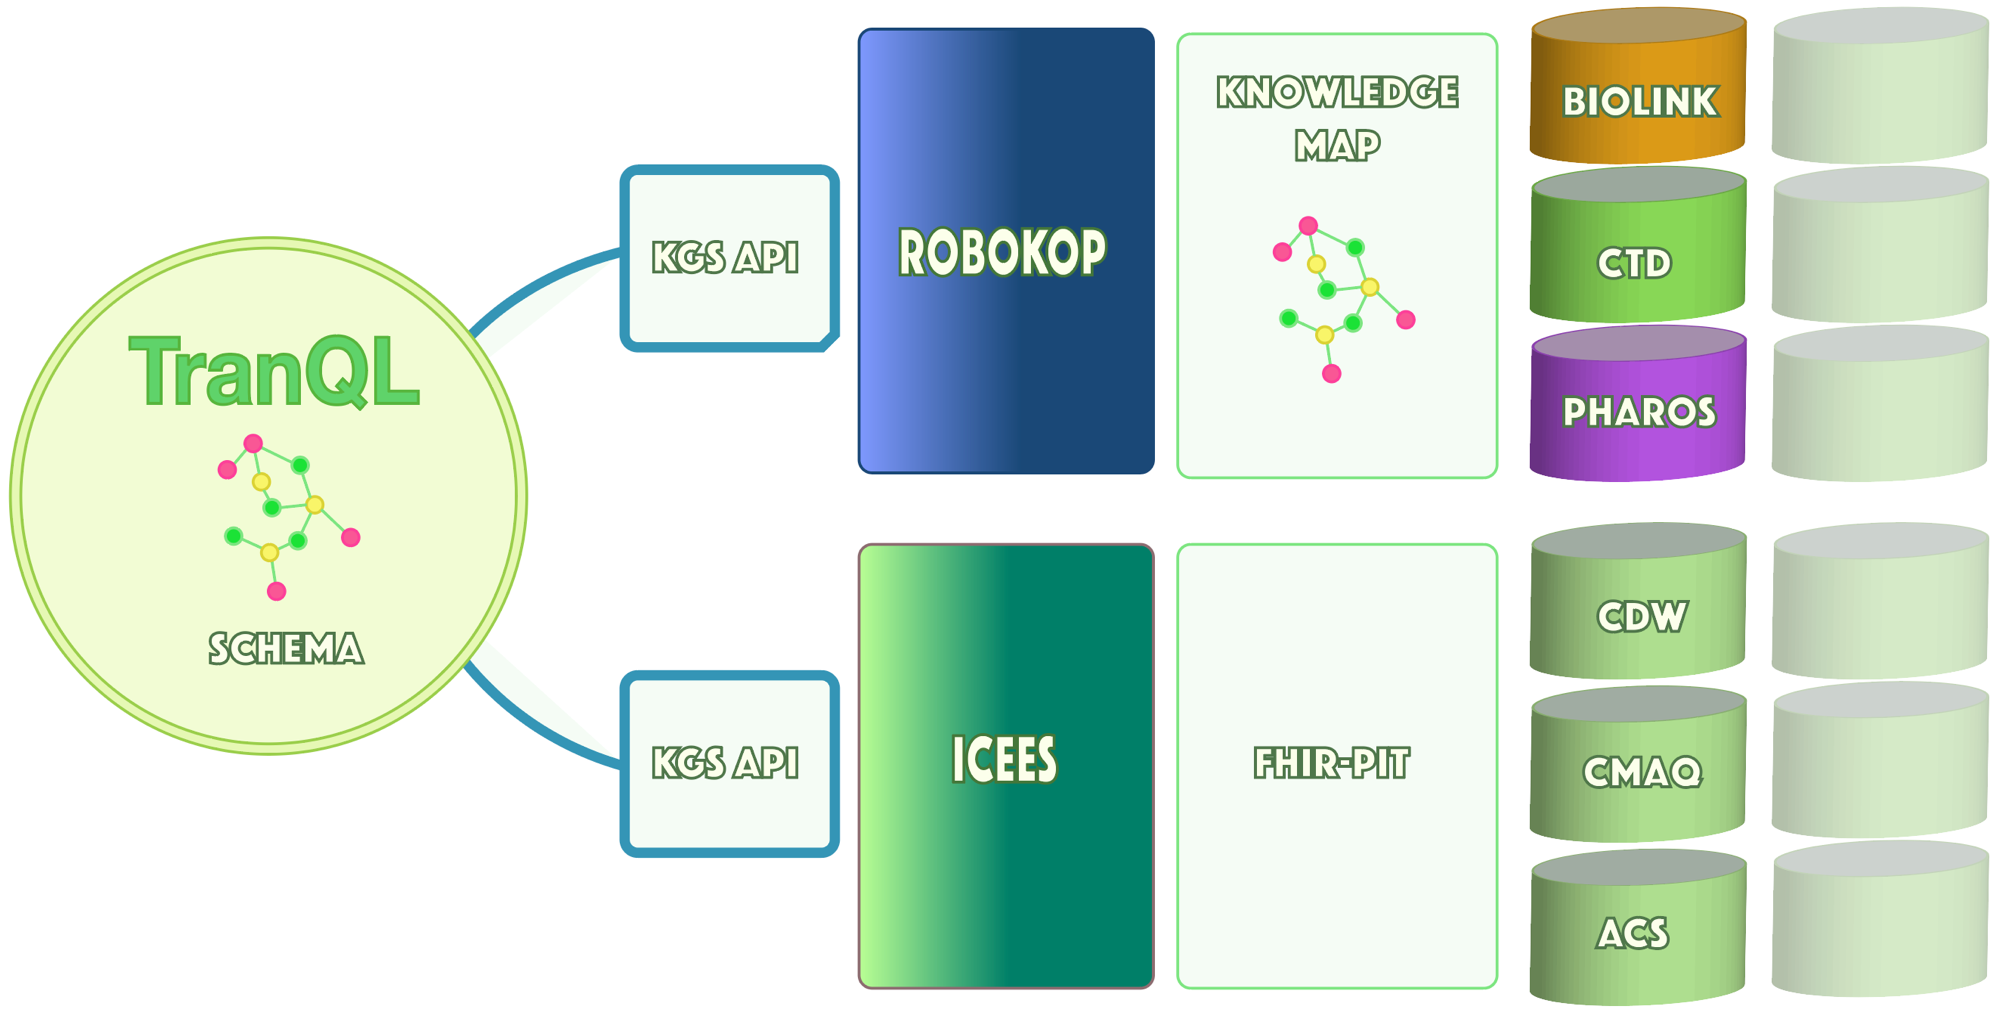 TranQL
SCHEMA
KGS API
ROBOKOP
KNOWLEDGE
MAP
BIOLINK
CTD
PHAROS
KGS API
ICEES
FHIR-PIT
CDW
CMAQ
ACS